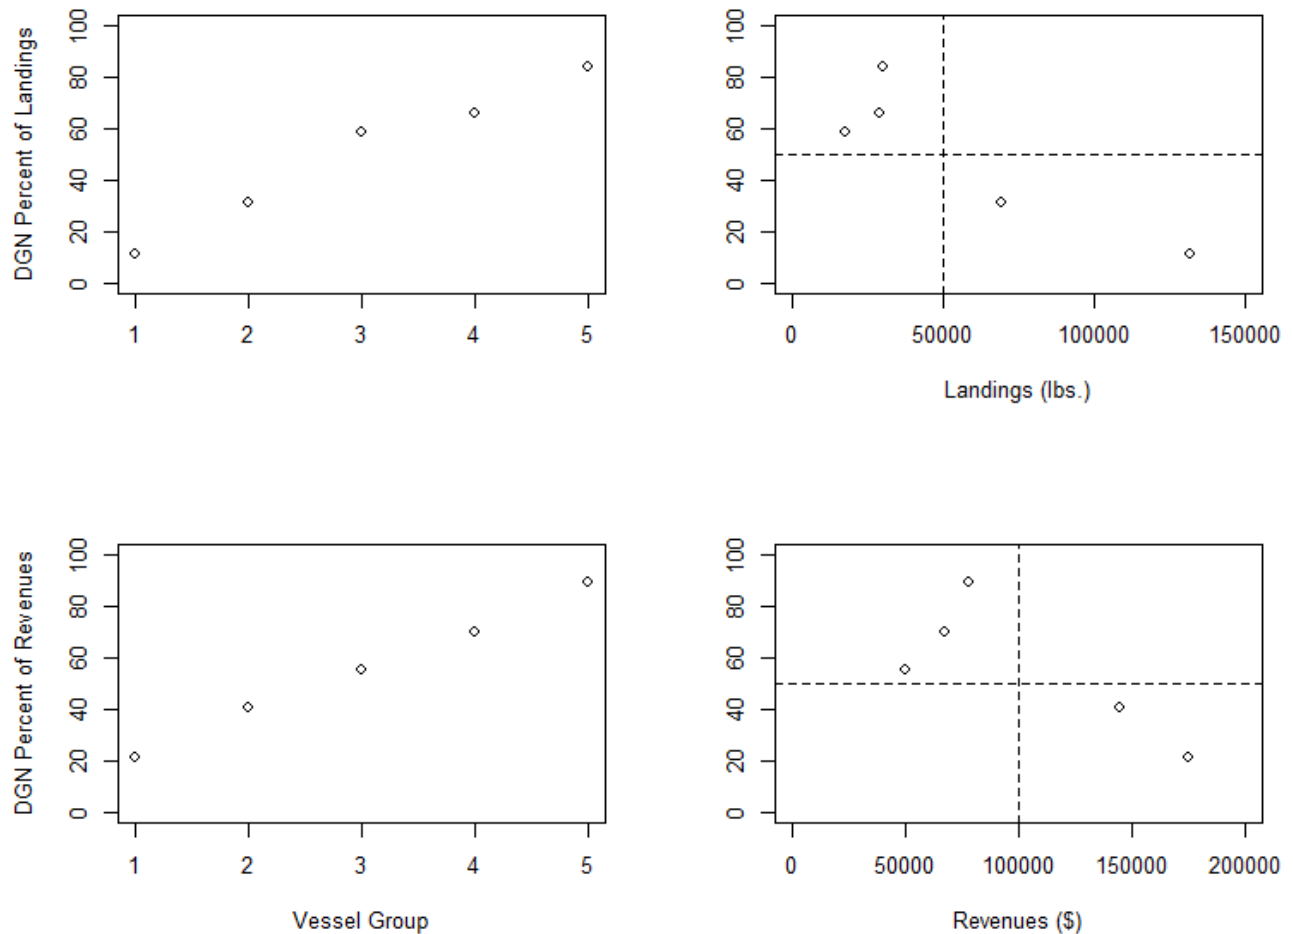 DGN Percent of Landings
0 20 40 60 80 100
1 2 3 4 5
0 20 40 60 80 100
0 50000 100000 150000
Landings (lbs.)
DGN Percent of Revenues
0 20 40 60 80 100
1 2 3 4 5
Vessel Group
0 20 40 60 80 100
0 50000 100000 150000 200000
Revenues ($)